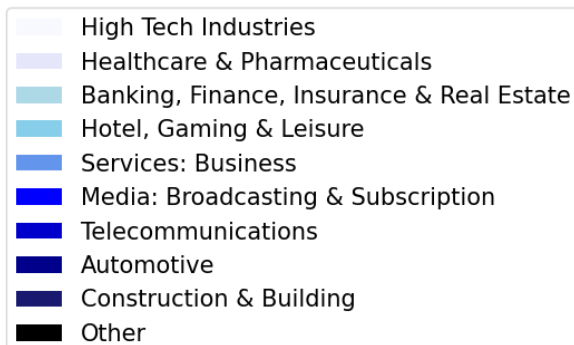 High Tech Industries
Healthcare & Pharmaceuticals
Banking, Finance, Insurance & Real Estate
Hotel, Gaming & Leisure
Services: Business
Media: Broadcasting & Subscription
Telecommunications
Automotive
Construction & Building
Other